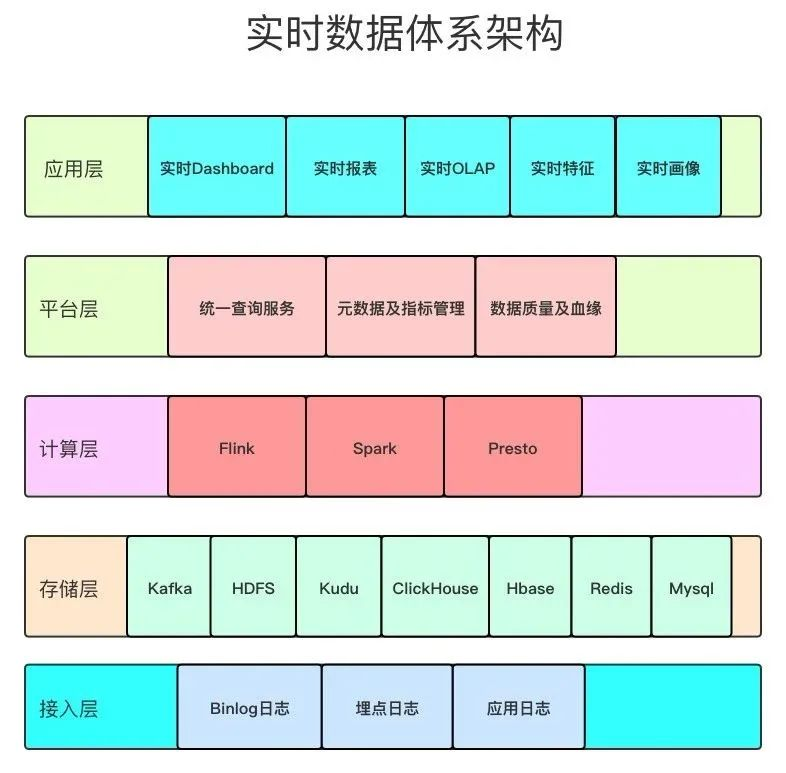 实时数据体系架构
应用层 实时Dashboard 实时报表 实时OLAP 实时特征 实时画像
平台层 统一查询服务 元数据及指标管理 数据质量及血缘
计算层 Flink Spark Presto
存储层 Kafka HDFS Kudu ClickHouse Hbase Redis Mysql
接入层 Binlog日志 埋点日志 应用日志